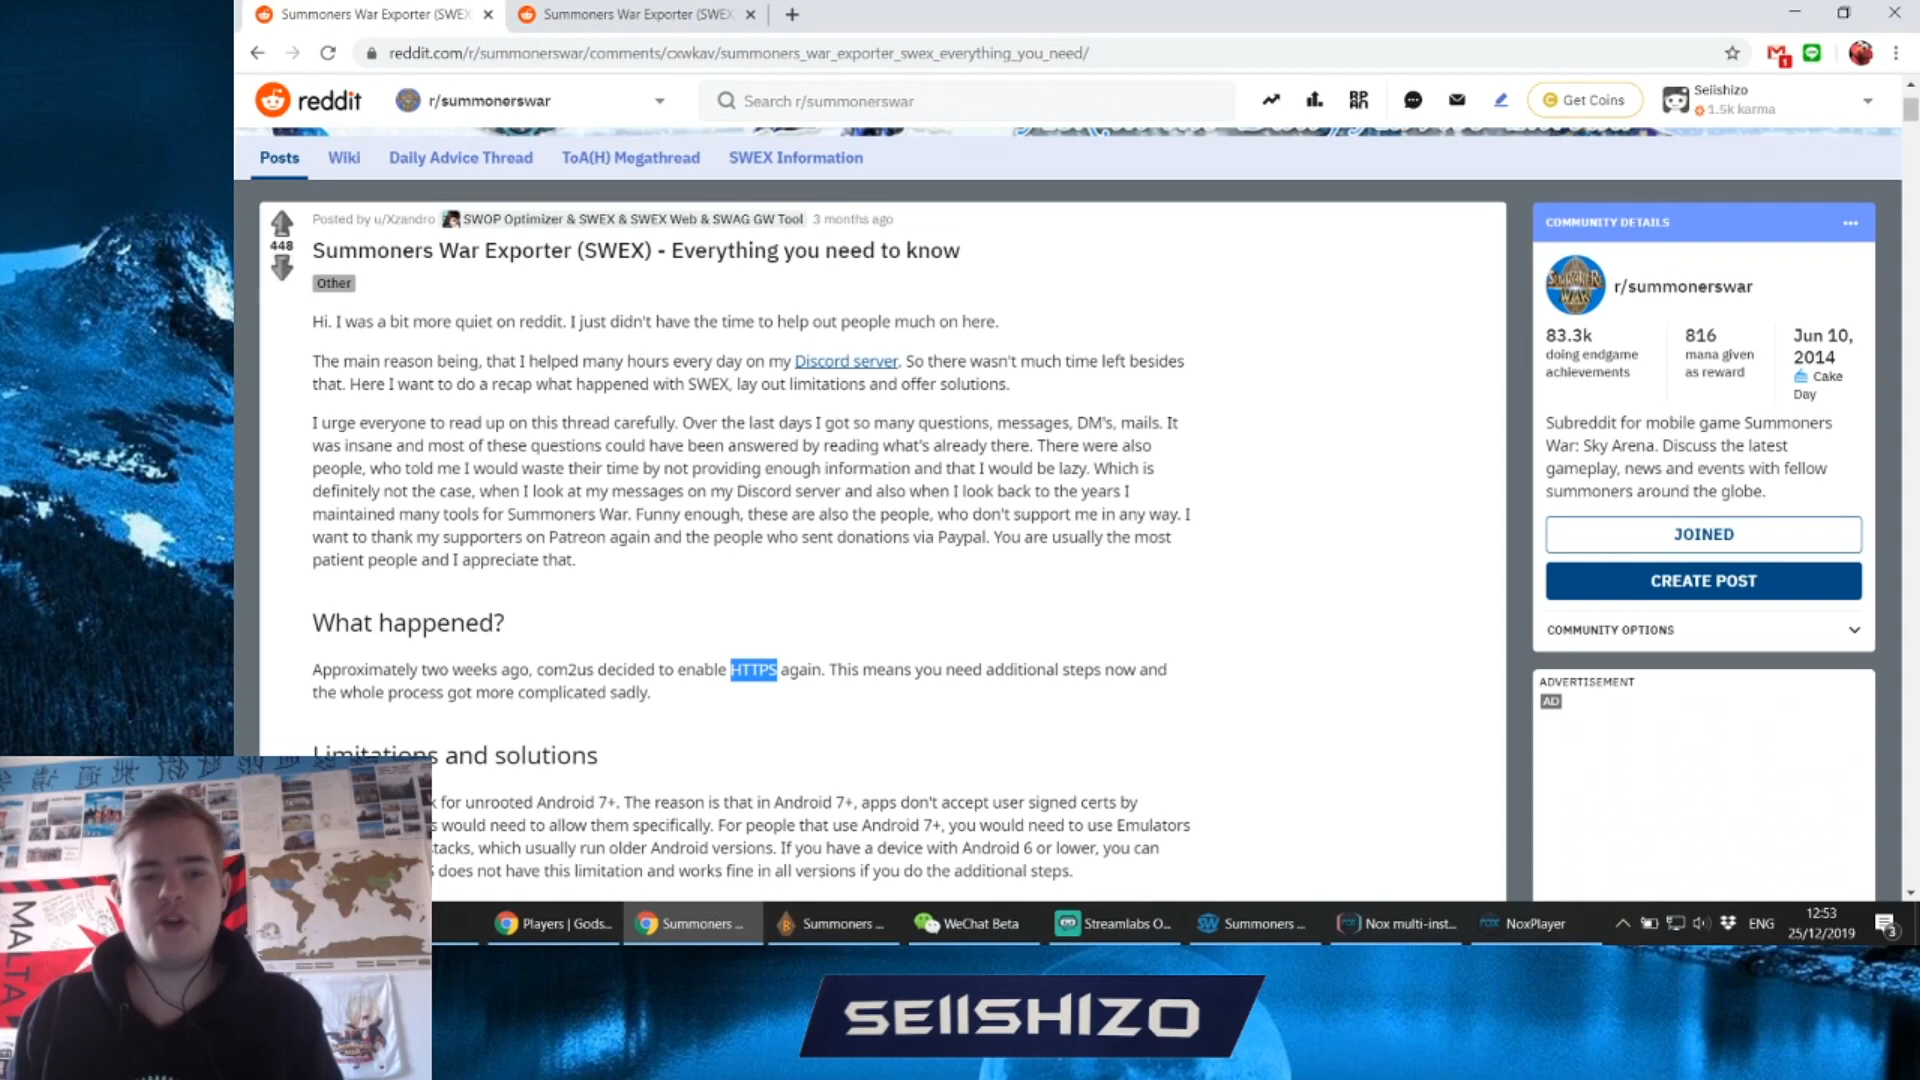 Summoners War Exporter (SWEX
Summoners War Exporter (SWEX
reddit.com/r/summonerswar/comments/cxwkav/summoners_war_exporter_swex_everything_you_need/
1
reddit
r/summonerswar
Search r/summonerswar
Get Coins
Seiishizo
1.5k karma
Posts
Wiki
Daily Advice Thread
ToA(H) Megathread
SWEX Information
448
Posted by u/Xzandro SWOP Optimizer & SWEX & SWEX Web & SWAG GW Tool 3 months ago
Summoners War Exporter (SWEX) - Everything you need to know
Other
Hi. I was a bit more quiet on reddit. I just didn't have the time to help out people much on here.
The main reason being, that I helped many hours every day on my Discord server. So there wasn't much time left besides
that. Here I want to do a recap what happened with SWEX, lay out limitations and offer solutions.
I urge everyone to read up on this thread carefully. Over the last days I got so many questions, messages, DM's, mails. It
was insane and most of these questions could have been answered by reading what's already there. There were also
people, who told me I would waste their time by not providing enough information and that I would be lazy. Which is
definitely not the case, when I look at my messages on my Discord server and also when I look back to the years I
maintained many tools for Summoners War. Funny enough, these are also the people, who don't support me in any way. I
want to thank my supporters on Patreon again and the people who sent donations via Paypal. You are usually the most
patient people and I appreciate that.
What happened?
Approximately two weeks ago, com2us decided to enable HTTPS again. This means you need additional steps now and
the whole process got more complicated sadly.
Limitations and solutions
k for unrooted Android 7+. The reason is that in Android 7+, apps don't accept user signed certs by
s would need to allow them specifically. For people that use Android 7+, you would need to use Emulators
tacks, which usually run older Android versions. If you have a device with Android 6 or lower, you can
does not have this limitation and works fine in all versions if you do the additional steps.
COMMUNITY DETAILS
r/summonerswar
83.3k
doing endgame
achievements
816
mana given
as reward
Jun 10,
2014
Cake
Day
Subreddit for mobile game Summoners
War: Sky Arena. Discuss the latest
gameplay, news and events with fellow
summoners around the globe.
JOINED
CREATE POST
COMMUNITY OPTIONS
ADVERTISEMENT
AD
Players | Gods...
Summoners ...
Summoners ...
WeChat Beta
Streamlabs O...
Summoners ...
Nox multi-inst...
NoxPlayer
ENG
12:53
25/12/2019
3
MALTA
SEIISHIZO